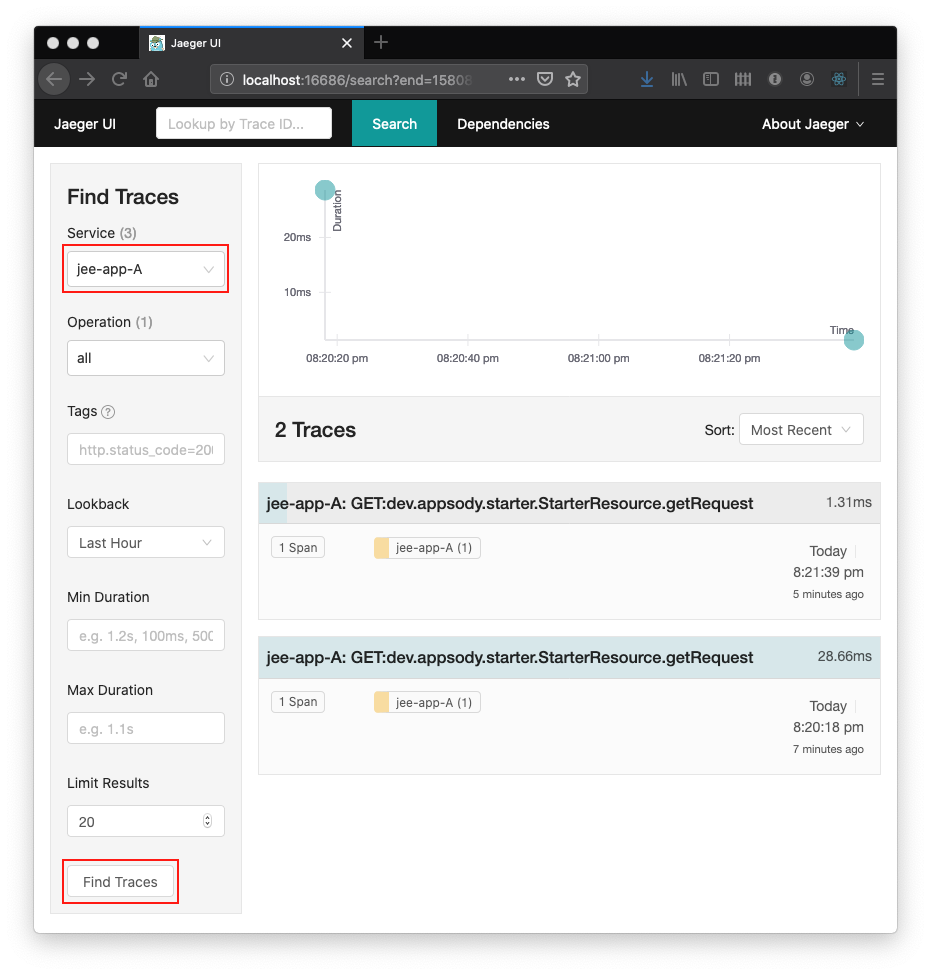 Jaeger UI
localhost:16686/search?end=15808
Jaeger UI
Lookup by Trace ID...
Search
Dependencies
About Jaeger
Find Traces
Service (3)
jee-app-A
Operation (1)
all
Tags ?
http.status_code=200
Lookback
Last Hour
Min Duration
e.g. 1.2s, 100ms, 500
Max Duration
e.g. 1.1s
Limit Results
20
Find Traces
Duration
20ms
10ms
Time
08:20:20 pm
08:20:40 pm
08:21:00 pm
08:21:20 pm
2 Traces
Sort: Most Recent
jee-app-A: GET:dev.appsody.starter.StarterResource.getRequest
1.31ms
1 Span
jee-app-A (1)
Today
8:21:39 pm
5 minutes ago
jee-app-A: GET:dev.appsody.starter.StarterResource.getRequest
28.66ms
1 Span
jee-app-A (1)
Today
8:20:18 pm
7 minutes ago